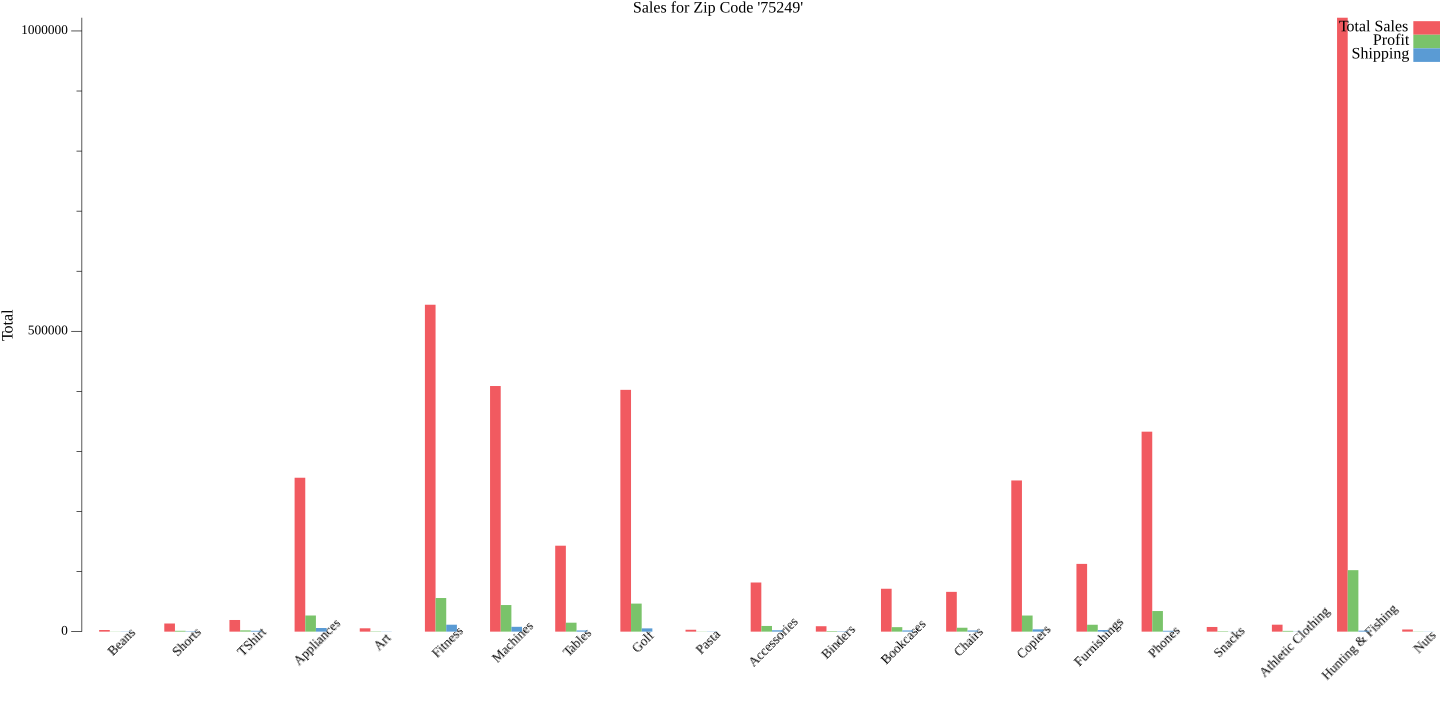 Sales for Zip Code '75249'
Total Sales
Profit
Shipping
Total
1000000
500000
0
Beans
Shorts
TShirt
Appliances
Art
Fitness
Machines
Tables
Golf
Pasta
Accessories
Binders
Bookcases
Chairs
Copiers
Furnishings
Phones
Snacks
Athletic Clothing
Hunting & Fishing
Nuts